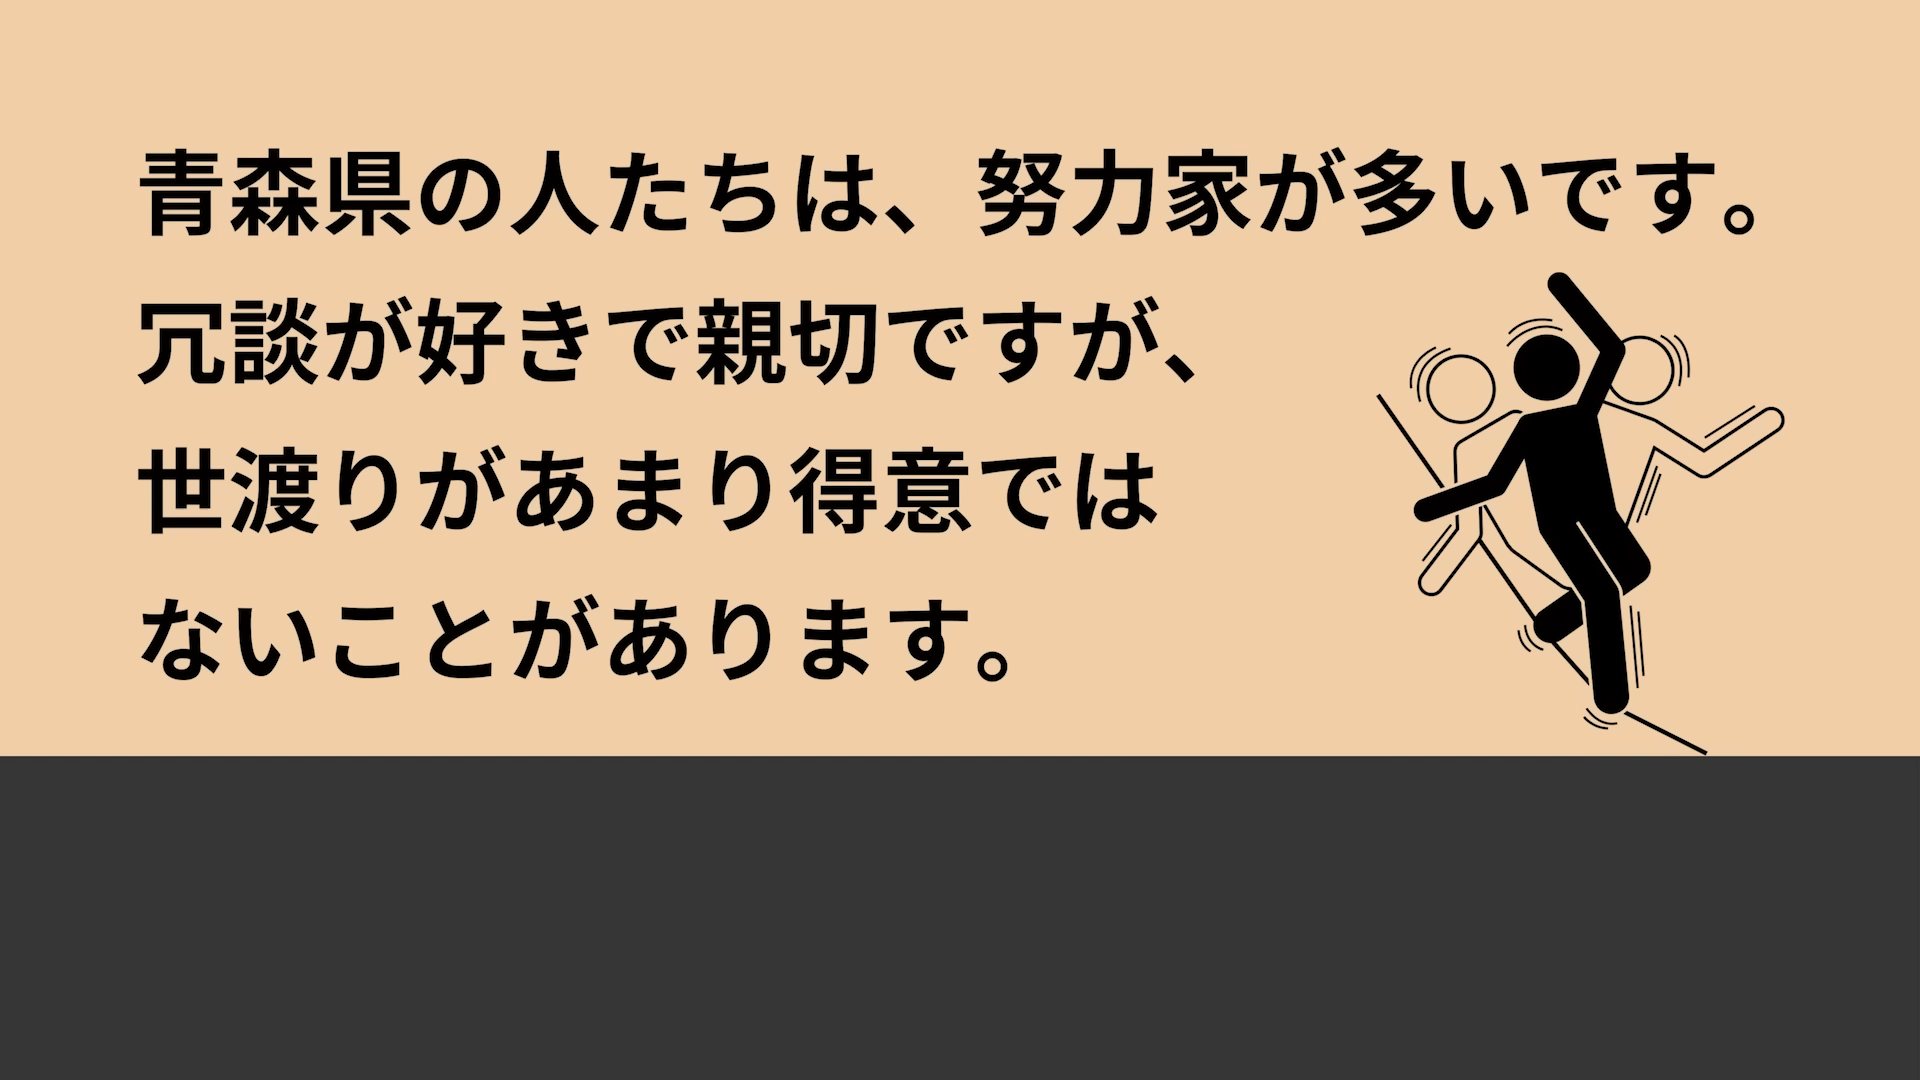 青森県の人たちは、努力家が多いです。
冗談が好きで親切ですが、
世渡りがあまり得意では
ないことがあります。